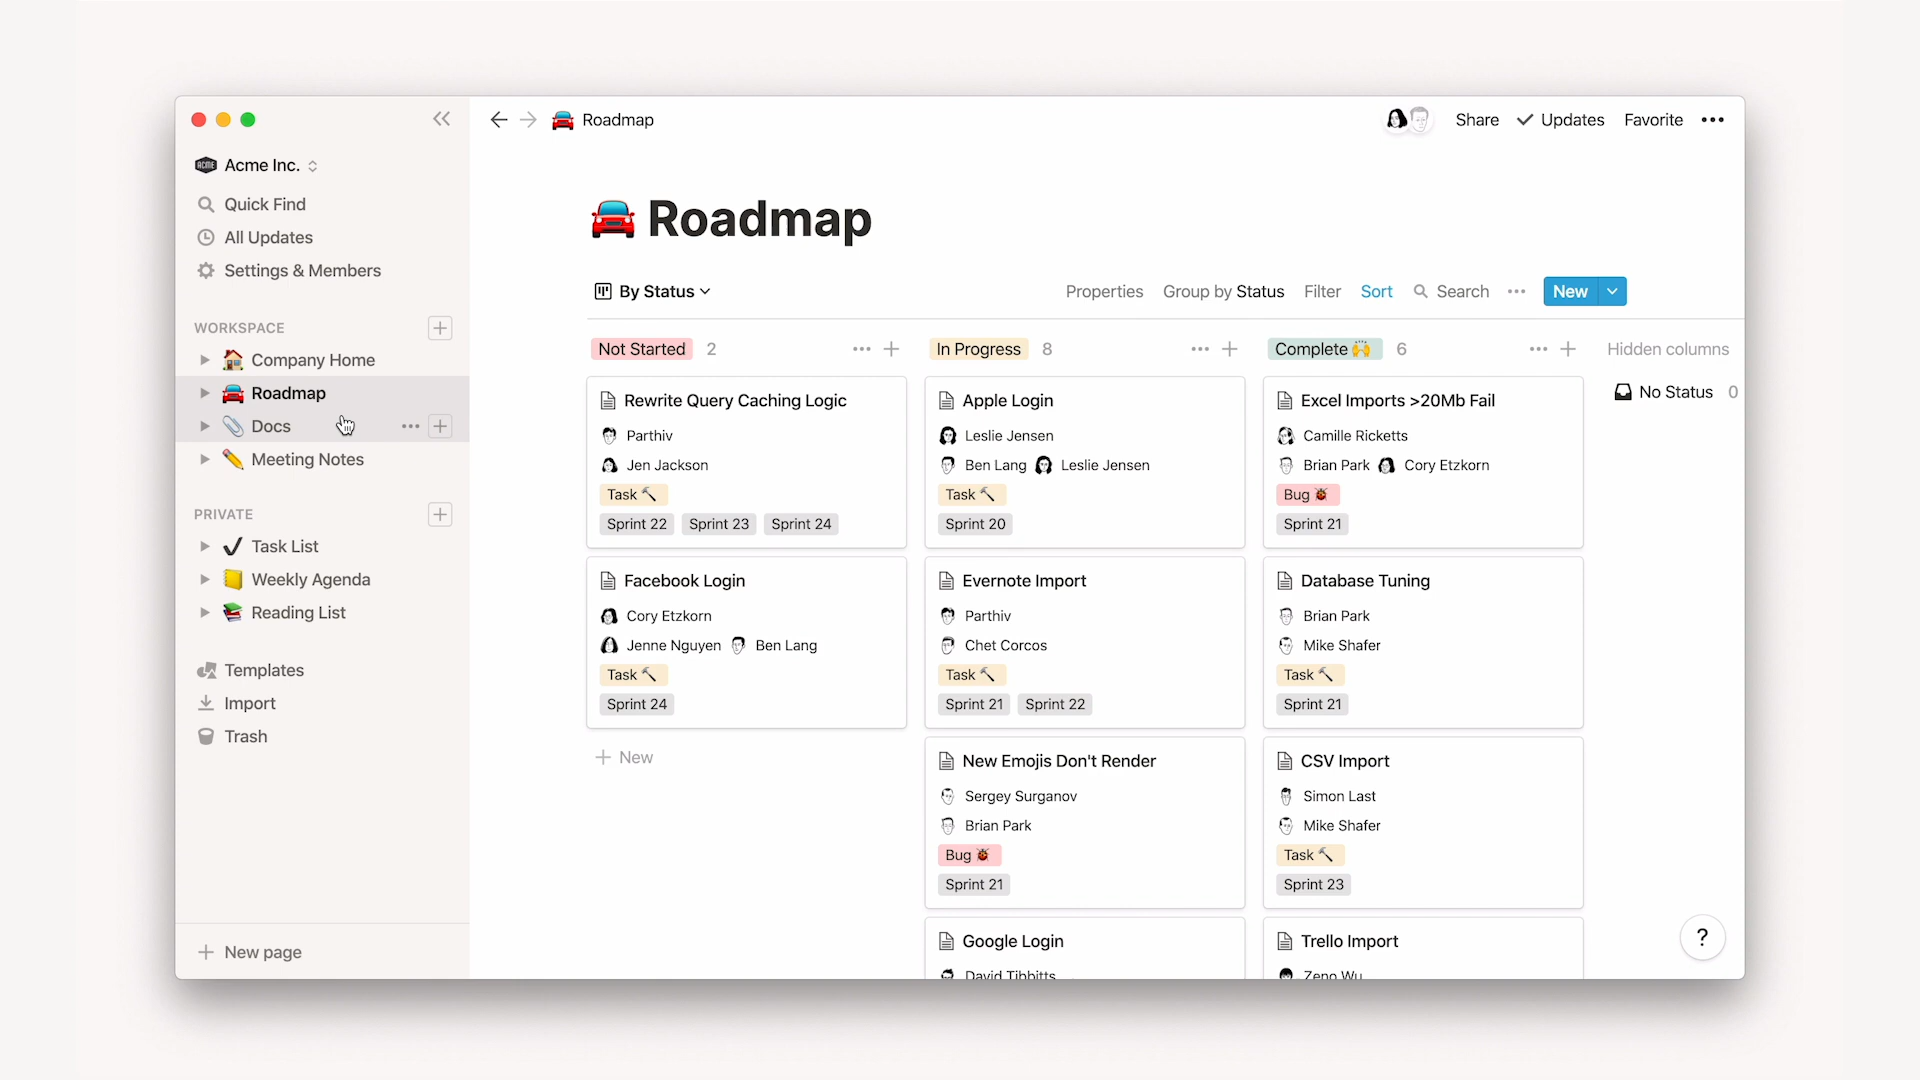 Roadmap
Share
Updates
Favorite
ACME
Acme Inc.
Quick Find
All Updates
Settings & Members
WORKSPACE
Company Home
Roadmap
Docs
Meeting Notes
PRIVATE
Task List
Weekly Agenda
Reading List
Templates
Import
Trash
New page
Roadmap
By Status
Properties
Group by Status
Filter
Sort
Search
New
Not Started 2
Rewrite Query Caching Logic
Parthiv
Jen Jackson
Task
Sprint 22 Sprint 23 Sprint 24
Facebook Login
Cory Etzkorn
Jenne Nguyen Ben Lang
Task
Sprint 24
New
In Progress 8
Apple Login
Leslie Jensen
Ben Lang Leslie Jensen
Task
Sprint 20
Evernote Import
Parthiv
Chet Corcos
Task
Sprint 21 Sprint 22
New Emojis Don't Render
Sergey Surganov
Brian Park
Bug
Sprint 21
Google Login
David Tibbitts
Complete 6
Excel Imports >20Mb Fail
Camille Ricketts
Brian Park Cory Etzkorn
Bug
Sprint 21
Database Tuning
Brian Park
Mike Shafer
Task
Sprint 21
CSV Import
Simon Last
Mike Shafer
Task
Sprint 23
Trello Import
Zeno Wu
Hidden columns
No Status 0
?